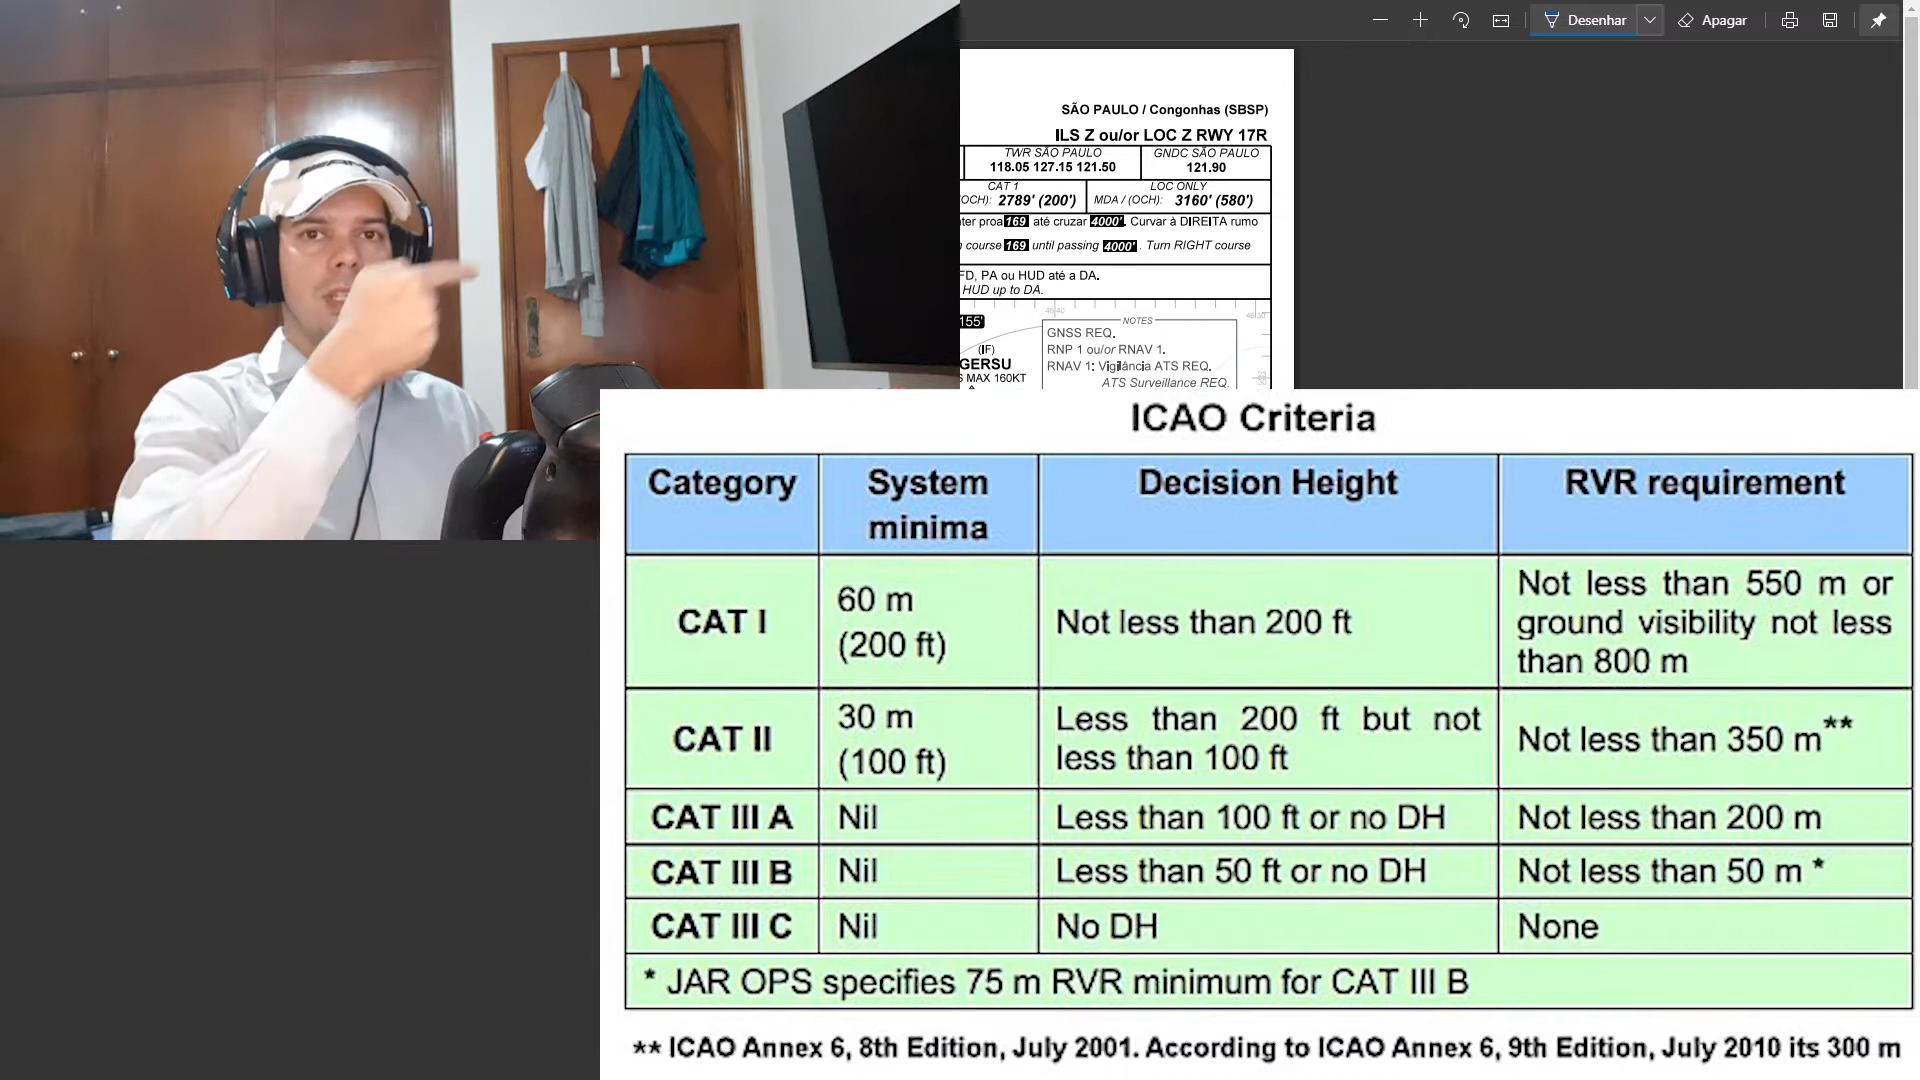 Desenhar
Apagar
SÃO PAULO / Congonhas (SBSP)
ILS Z ou/or LOC Z RWY 17R
TWR SÃO PAULO
118.05 127.15 121.50
GNDC SÃO PAULO
121.90
CAT 1
OCH): 2789' (200')
LOC ONLY
MDA / (OCH): 3160' (580')
ter proa 169 até cruzar 4000'. Curvar à DIREITA rumo
course 169 until passing 4000'. Turn RIGHT course
FD, PA ou HUD até a DA.
HUD up to DA.
155'
46 40
(IF)
GERSU
MAX 160KT
NOTES
GNSS REQ.
RNP 1 ou/or RNAV 1.
RNAV 1: Vigilância ATS REQ.
ATS Surveillance REQ.
ICAO Criteria
Category
System
minima
Decision Height
RVR requirement
CAT I
60 m
(200 ft)
Not less than 200 ft
Not less than 550 m or
ground visibility not less
than 800 m
CAT II
30 m
(100 ft)
Less than 200 ft but not
less than 100 ft
Not less than 350 m**
CAT III A
Nil
Less than 100 ft or no DH
Not less than 200 m
CAT III B
Nil
Less than 50 ft or no DH
Not less than 50 m *
CAT III C
Nil
No DH
None
* JAR OPS specifies 75 m RVR minimum for CAT III B
** ICAO Annex 6, 8th Edition, July 2001. According to ICAO Annex 6, 9th Edition, July 2010 its 300 m